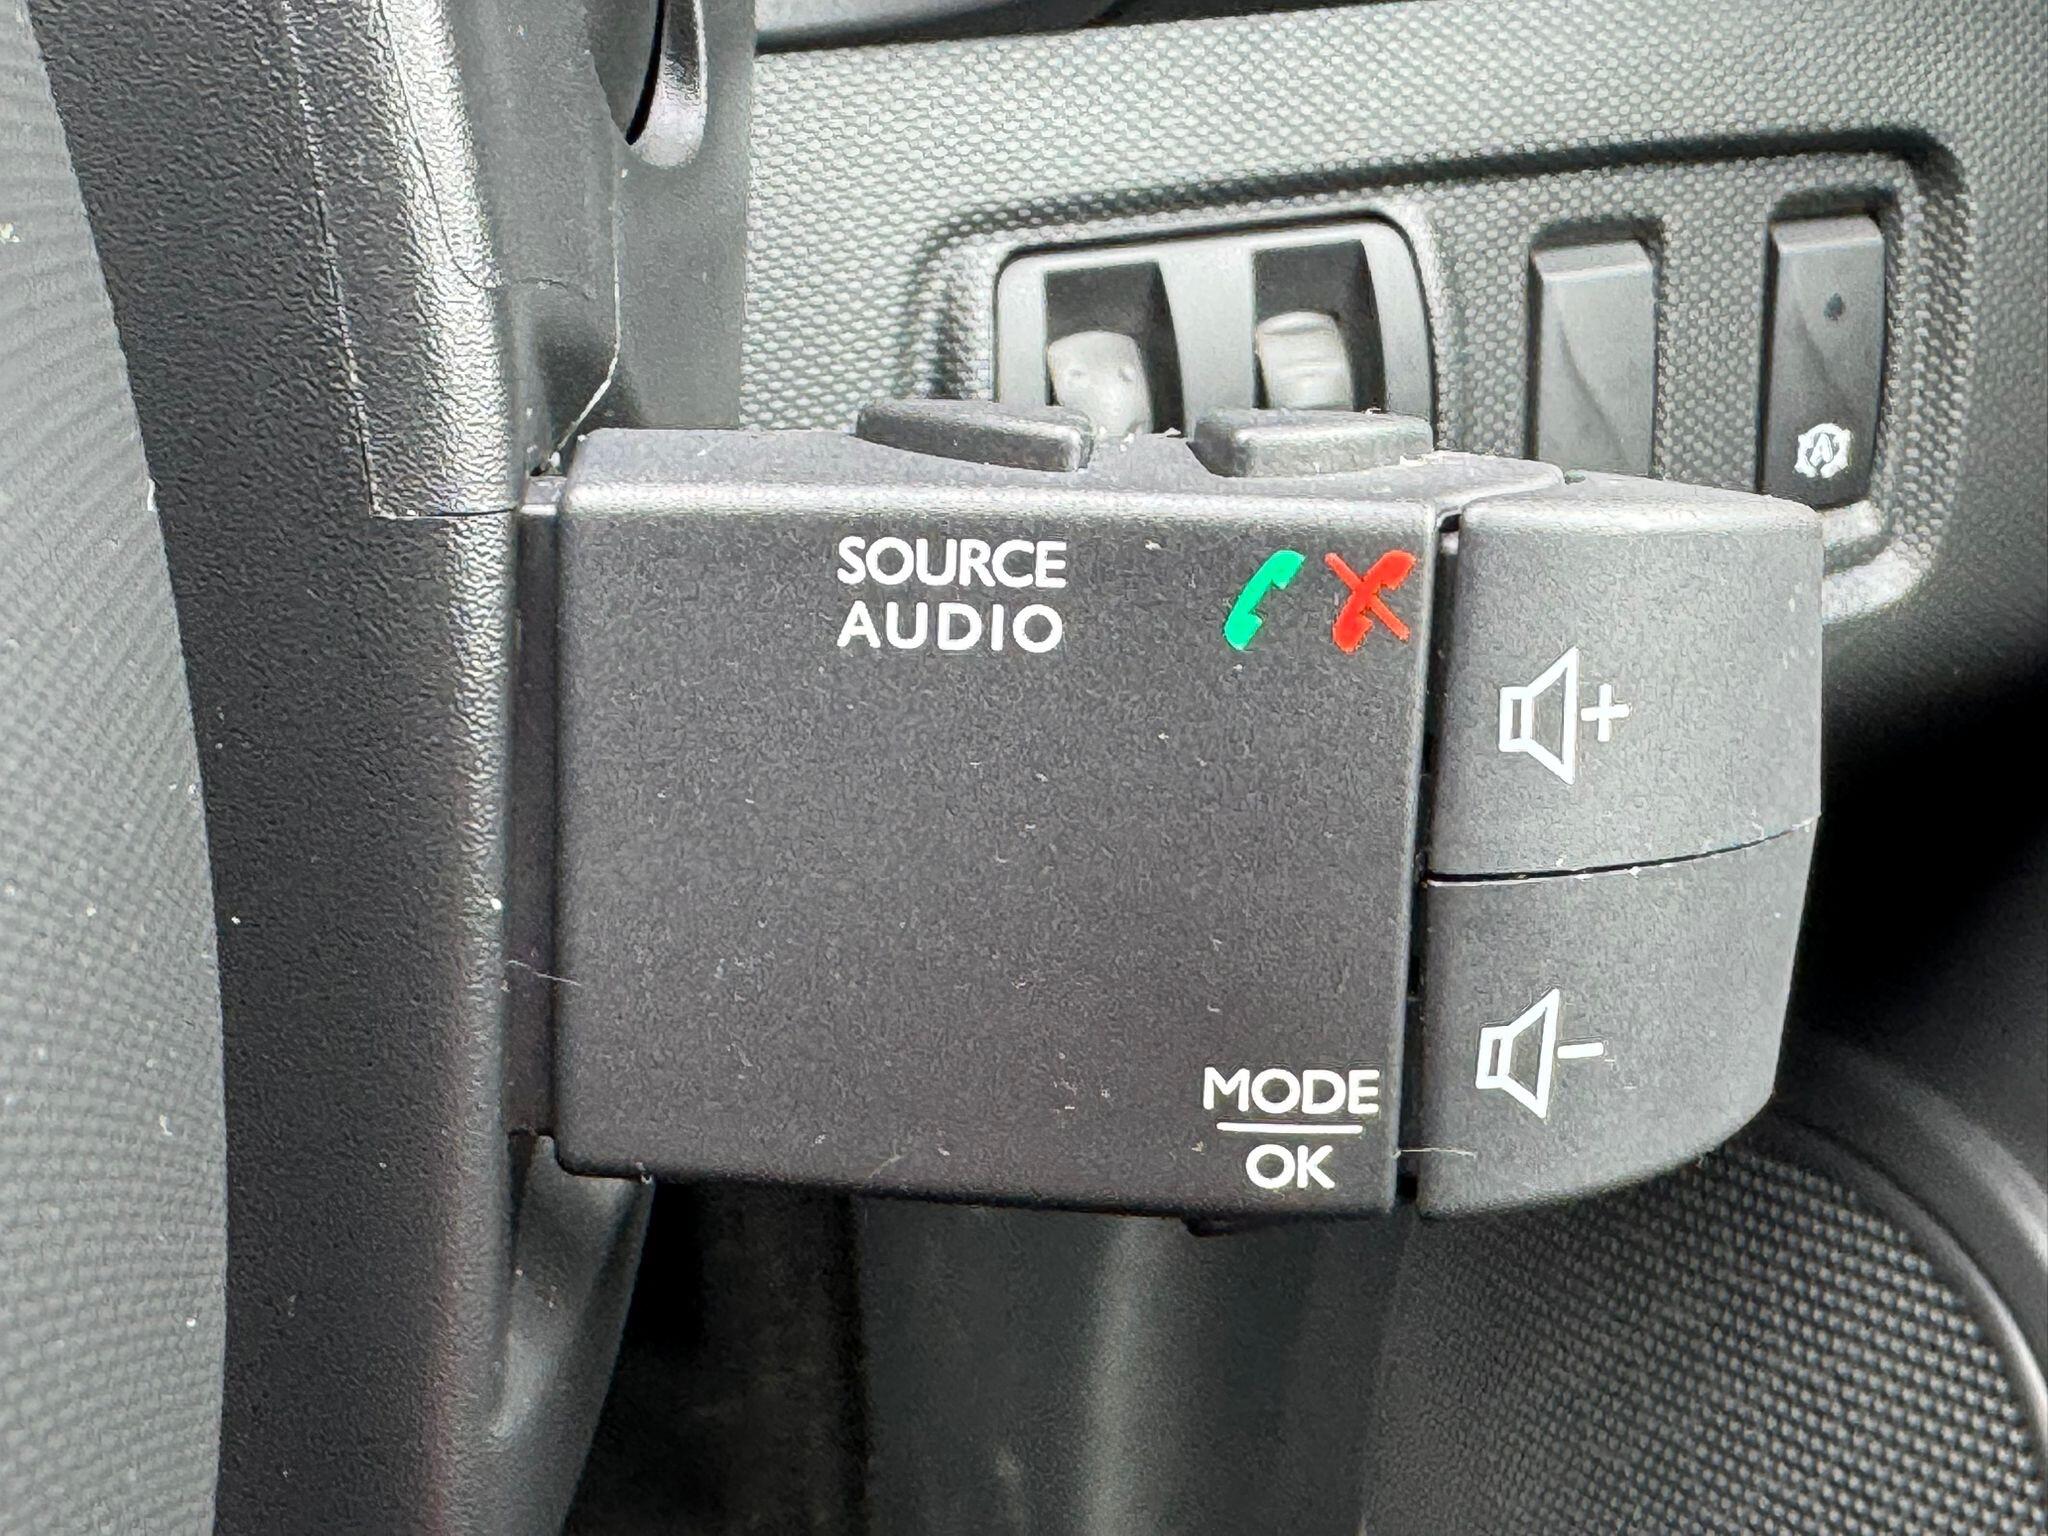 SOURCE
AUDIO
+
-
MODE
OK
A